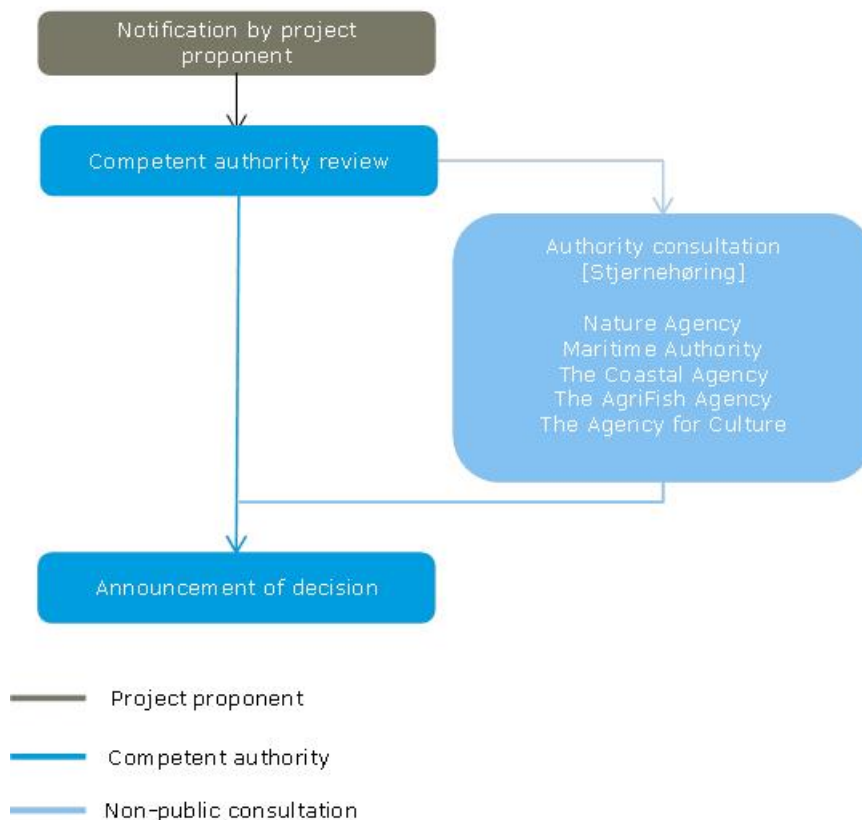 Notification by project
proponent
Competent authority review
Authority consultation
[Stjernehøring]
Nature Agency
Maritime Authority
The Coastal Agency
The AgriFish Agency
The Agency for Culture
Announcement of decision
Project proponent
Competent authority
Non-public consultation